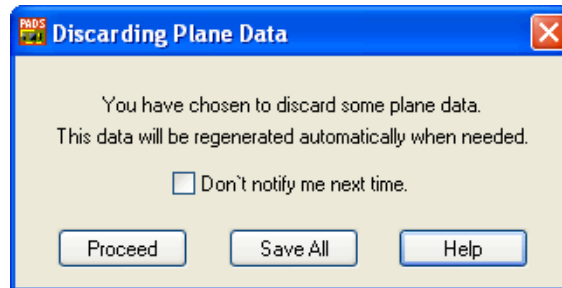 PADS
Discarding Plane Data
You have chosen to discard some plane data.
This data will be regenerated automatically when needed.
Don`t notify me next time.
Proceed
Save All
Help